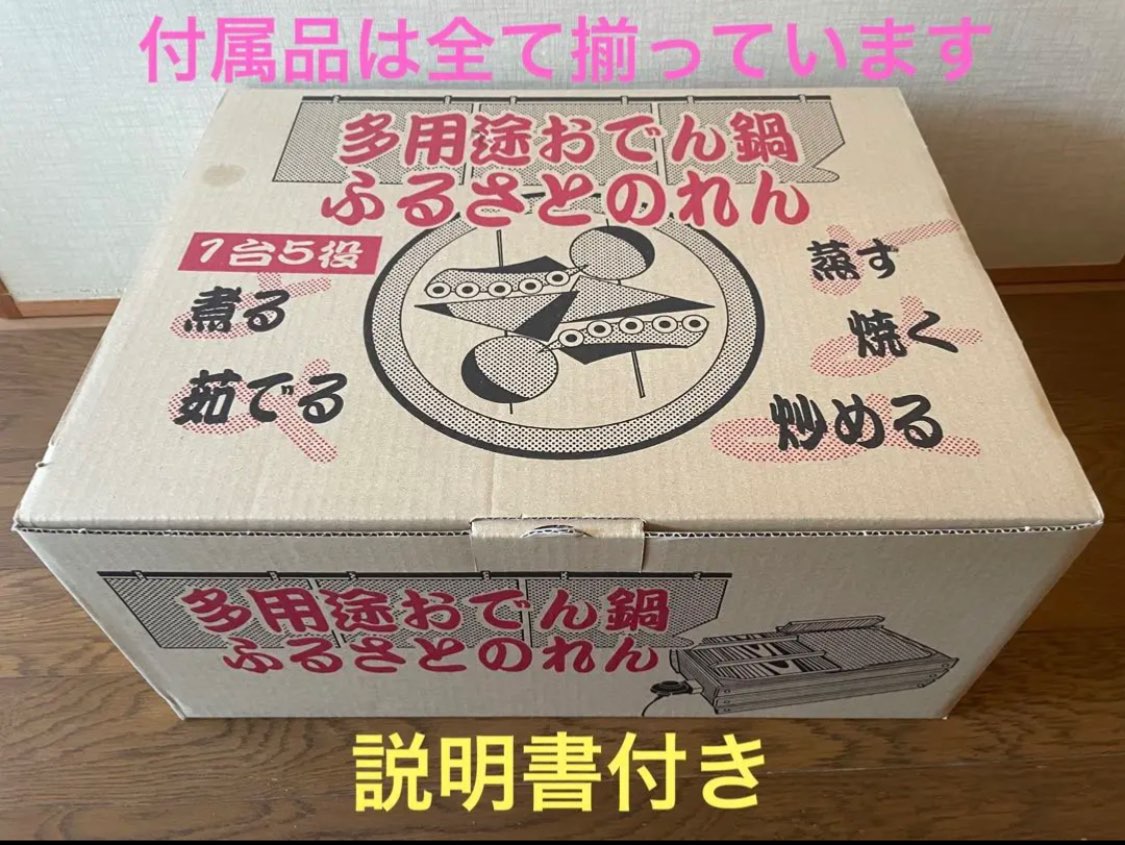 付属品は全て揃っています
多用途おでん鍋
ふるさとのれん
1台5役
煮る
茹でる
蒸す
焼く
炒める
多用途おでん鍋
ふるさとのれん
説明書付き